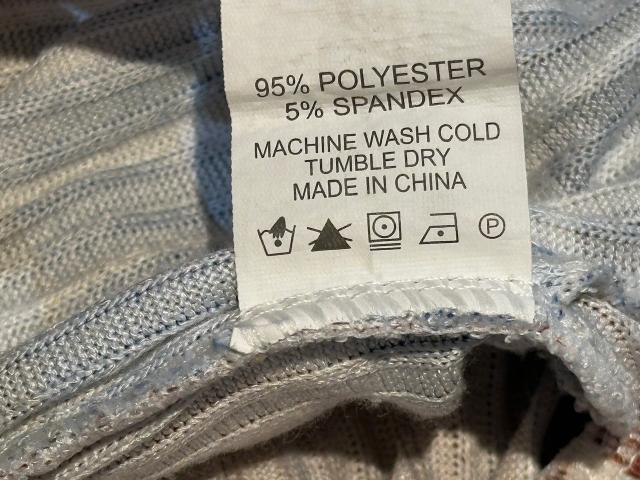 95% POLYESTER
5% SPANDEX
MACHINE WASH COLD
TUMBLE DRY
MADE IN CHINA
P